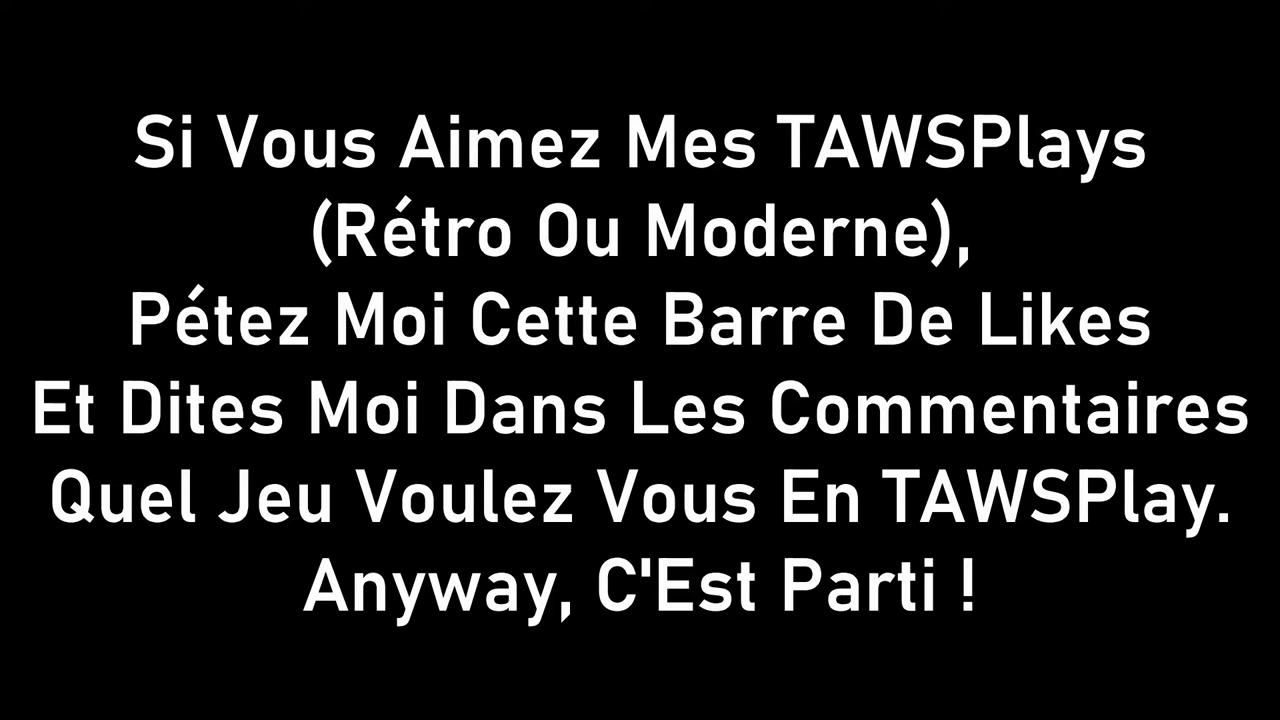 Si Vous Aimez Mes TAWSPlays
(Rétro Ou Moderne),
Pétez Moi Cette Barre De Likes
Et Dites Moi Dans Les Commentaires
Quel Jeu Voulez Vous En TAWSPlay.
Anyway, C'Est Parti !